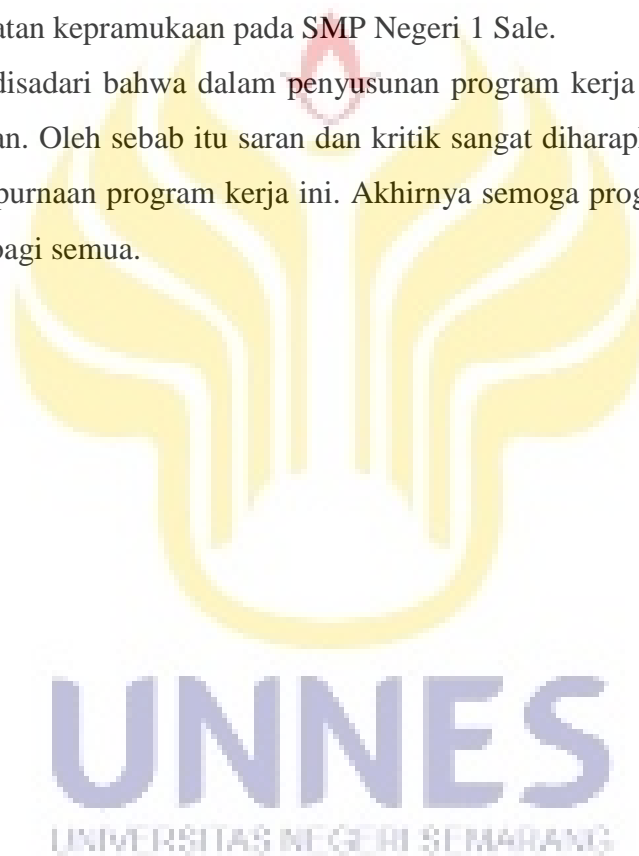 atan kepramukaan pada SMP Negeri 1 Sale.
disadari bahwa dalam penyusunan program kerja
an. Oleh sebab itu saran dan kritik sangat diharap
purnaan program kerja ini. Akhirnya semoga prog
bagi semua.
UNNES
UNIVERSITAS NEGERI SEMARANG